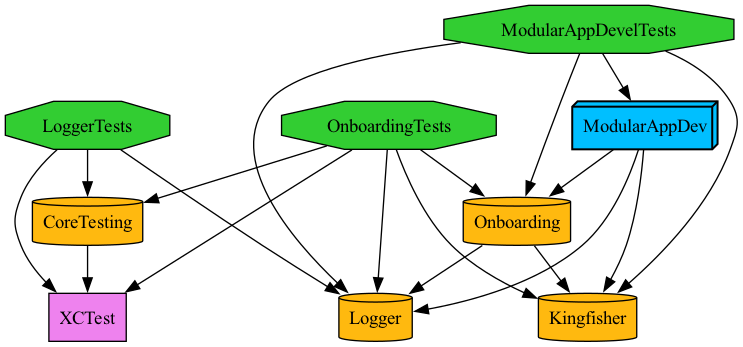 ModularAppDevelTests
LoggerTests
OnboardingTests
ModularAppDev
CoreTesting
Onboarding
XCTest
Logger
Kingfisher